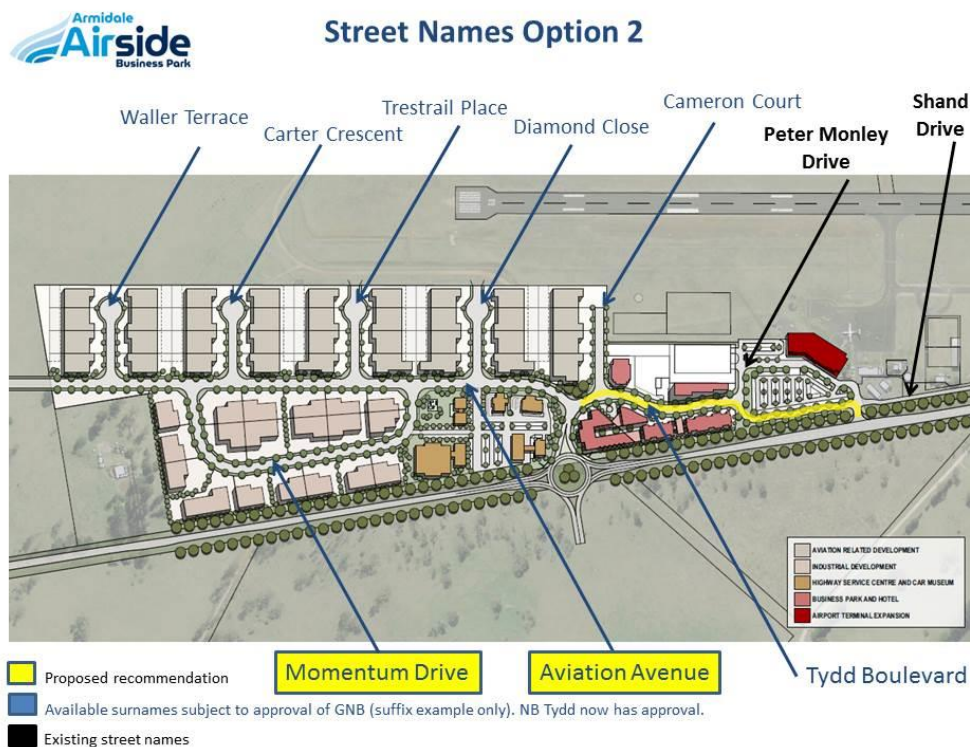 Armidale
Airside
Business Park
Street Names Option 2
Waller Terrace
Carter Crescent
Trestrail Place
Diamond Close
Cameron Court
Peter Monley
Drive
Shand
Drive
AVIATION RELATED DEVELOPMENT
INDUSTRIAL DEVELOPMENT
HIGHWAY SERVICE CENTRE AND CAR MUSEUM
BUSINESS PARK AND HOTEL
AIRPORT TERMINAL EXPANSION
Momentum Drive
Aviation Avenue
Tydd Boulevard
Proposed recommendation
Available surnames subject to approval of GNB (suffix example only). NB Tydd now has approval.
Existing street names